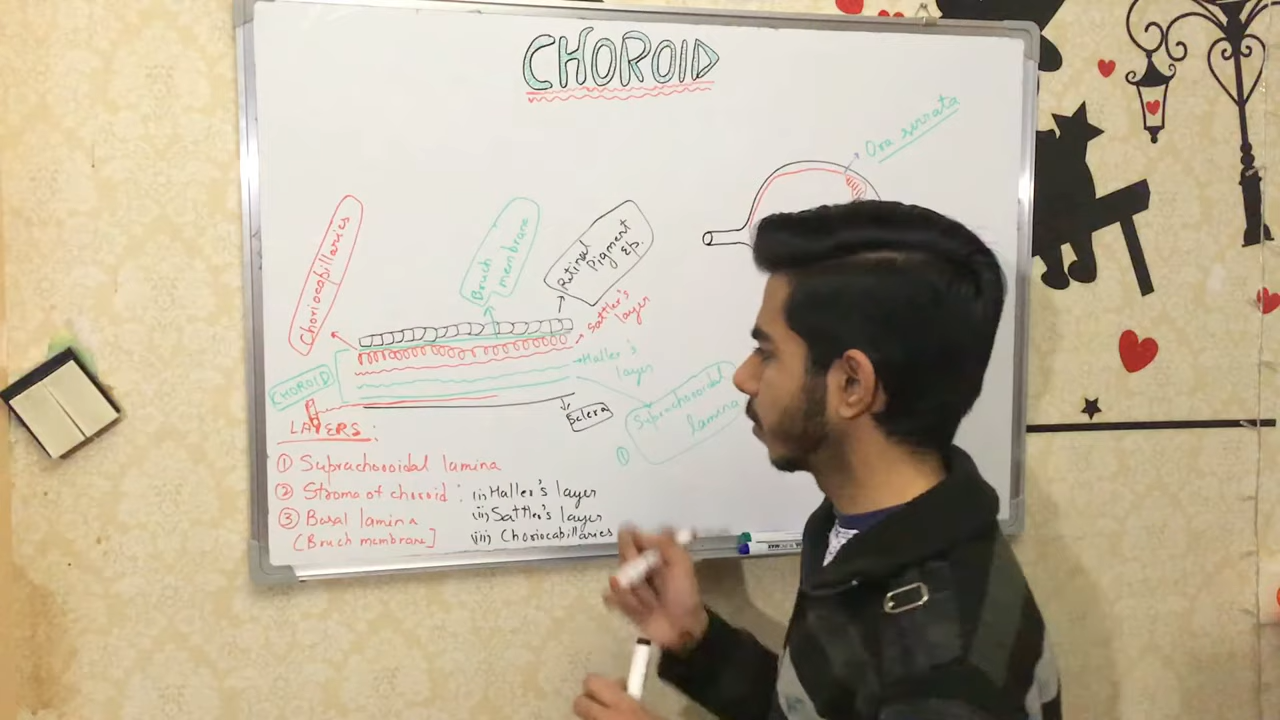 CHOROID
Ora serrata
Choriocapillaries
Bruch
membrane
Retinal
Pigment
Ep.
Sattler's
layer
Haller's
layer
CHOROID
Sclera
Suprachoroidal
lamina
①
LAYERS:
① Suprachoroidal lamina
② Stroma of choroid: (i) Haller's layer
(ii) Sattler's layer
(iii) Choriocapillaries
③ Basal lamina
[Bruch membrane]